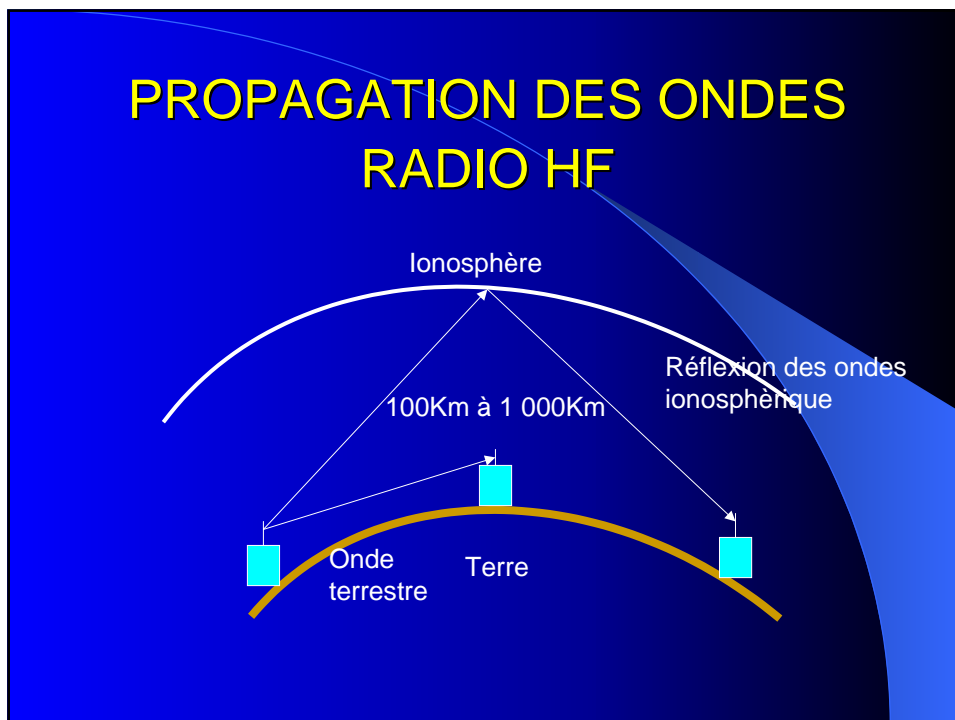 PROPAGATION DES ONDES
RADIO HF
Ionosphère
Réflexion des ondes
ionosphèrique
100Km à 1 000Km
Onde
terrestre
Terre